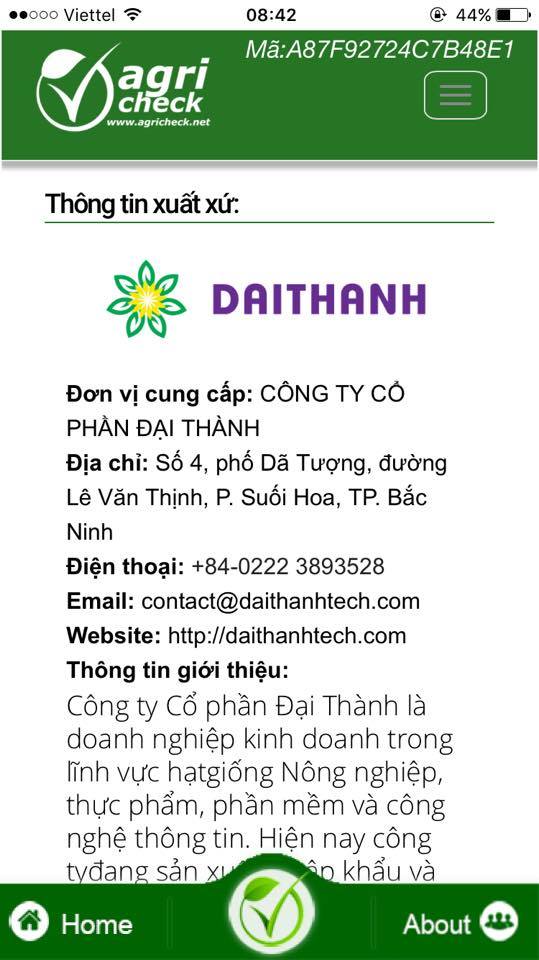 Viettel 08:42 44%
Mã:A87F92724C7B48E1
agri
check
www.agricheck.net
Thông tin xuất xứ:
DAITHANH
Đơn vị cung cấp: CÔNG TY CỔ
PHẦN ĐẠI THÀNH
Địa chỉ: Số 4, phố Dã Tượng, đường
Lê Văn Thịnh, P. Suối Hoa, TP. Bắc
Ninh
Điện thoại: +84-0222 3893528
Email: contact@daithanhtech.com
Website: http://daithanhtech.com
Thông tin giới thiệu:
Công ty Cổ phần Đại Thành là
doanh nghiệp kinh doanh trong
lĩnh vực hạtgiống Nông nghiệp,
thực phẩm, phần mềm và công
nghệ thông tin. Hiện nay công
tyđang sản khẩu và
Home About